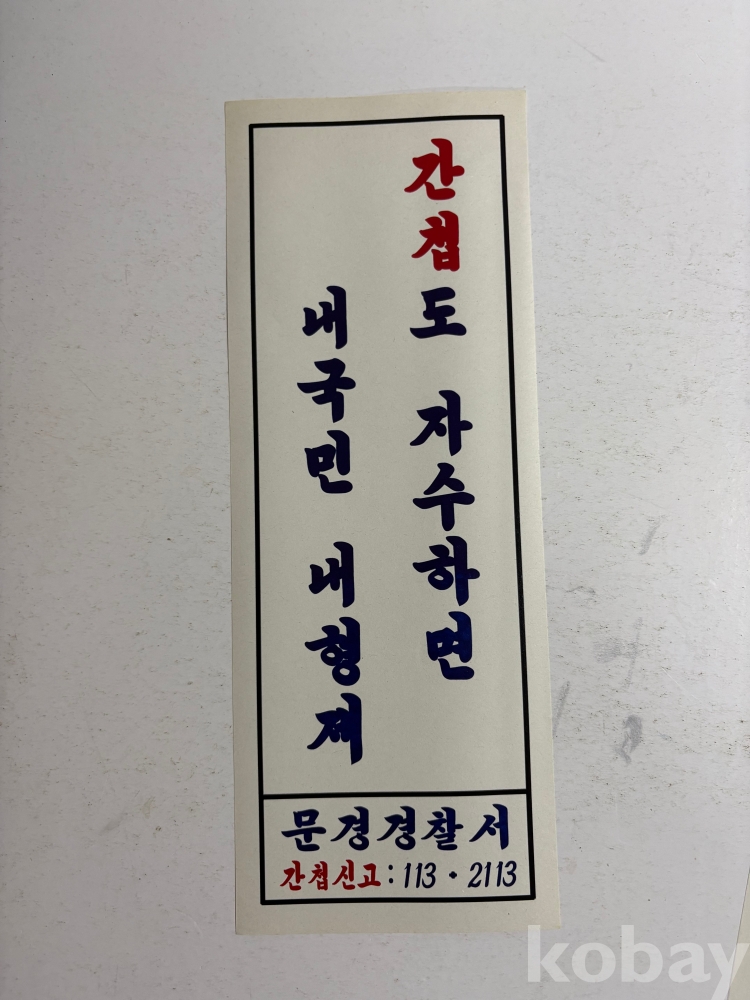 간첩도 자수하면
내국민 내형제
문경경찰서
간첩신고 : 113 · 2113
kobay